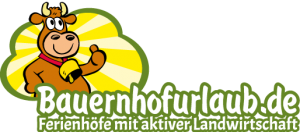 Bauernhofurlaub.de
Ferienhöfe mit aktiver Landwirtschaft